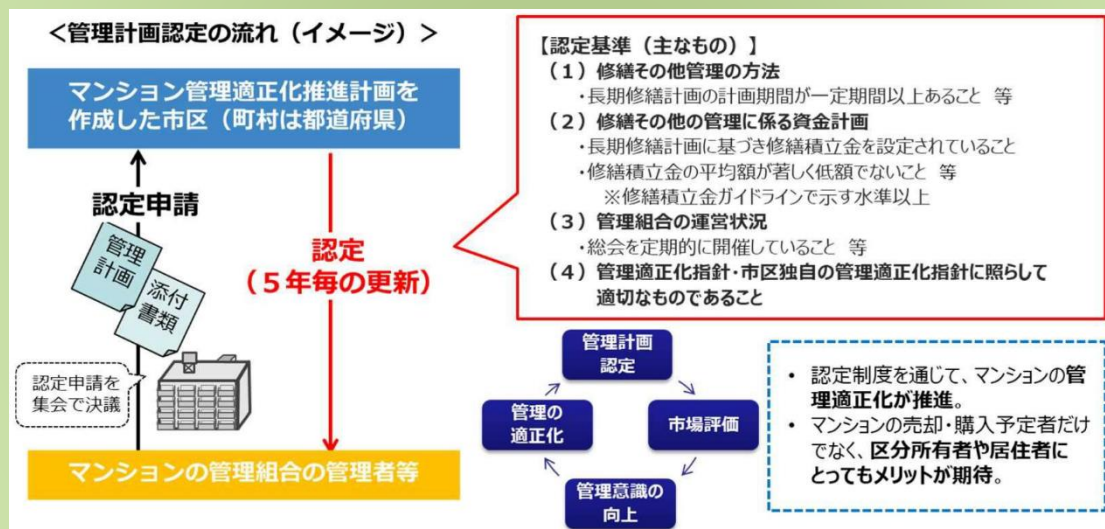 <管理計画認定の流れ（イメージ）>
マンション管理適正化推進計画を
作成した市区（町村は都道府県）
認定申請
管理
計画
添付
書類
認定申請を
集会で決議
認定
（５年毎の更新）
マンションの管理組合の管理者等
【認定基準（主なもの）】
（１）修繕その他管理の方法
・長期修繕計画の計画期間が一定期間以上あること 等
（２）修繕その他の管理に係る資金計画
・長期修繕計画に基づき修繕積立金を設定されていること
・修繕積立金の平均額が著しく低額でないこと 等
※修繕積立金ガイドラインで示す水準以上
（３）管理組合の運営状況
・総会を定期的に開催していること 等
（４）管理適正化指針・市区独自の管理適正化指針に照らして
適切なものであること
管理計画
認定
市場評価
管理意識の
向上
管理の
適正化
• 認定制度を通じて、マンションの管
理適正化が推進。
• マンションの売却・購入予定者だけ
でなく、区分所有者や居住者に
とってもメリットが期待。